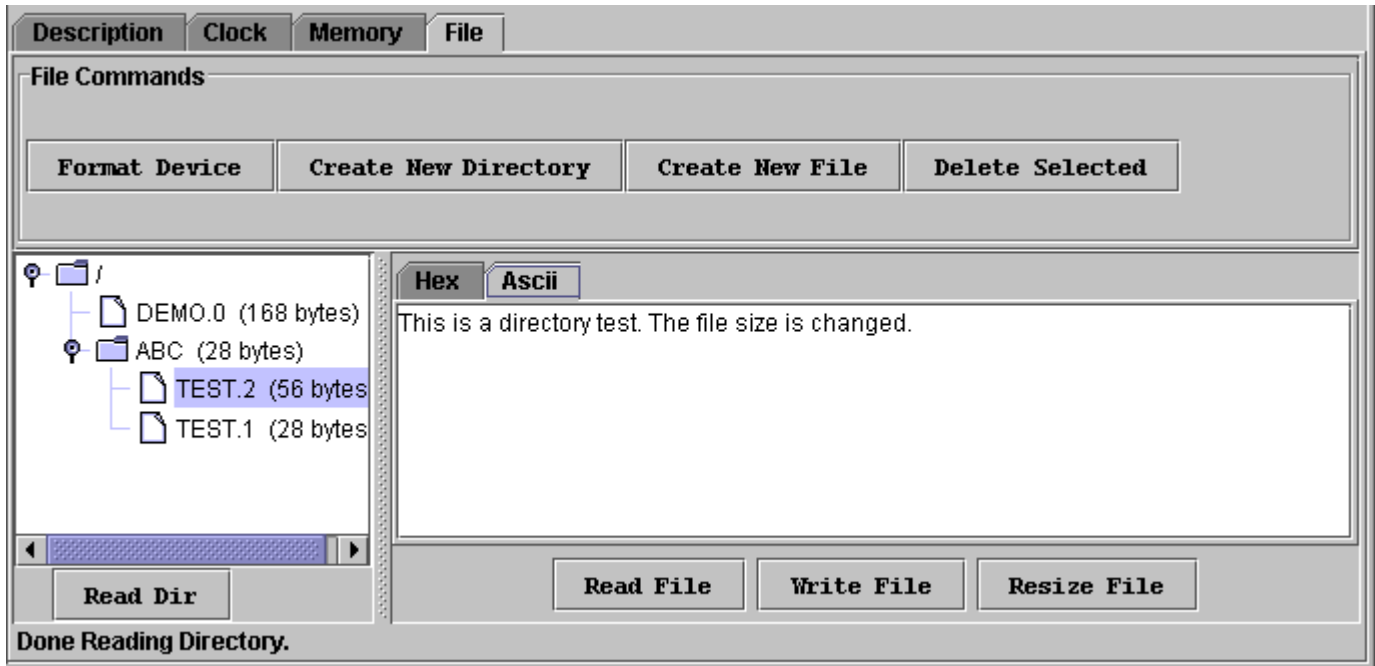 Description Clock Memory File
File Commands
Format Device Create New Directory Create New File Delete Selected
/
DEMO.0 (168 bytes)
ABC (28 bytes)
TEST.2 (56 bytes
TEST.1 (28 bytes
Read Dir
Hex Ascii
This is a directory test. The file size is changed.
Read File Write File Resize File
Done Reading Directory.